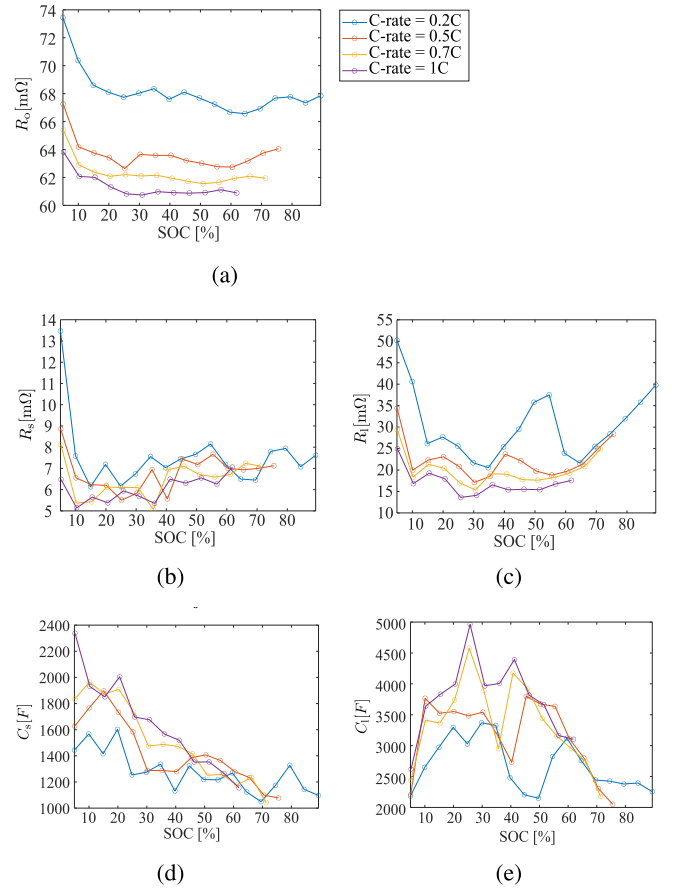 74
72
70
68
66
64
62
60
R_o[mΩ]
10 20 30 40 50 60 70 80
SOC [%]
C-rate = 0.2C
C-rate = 0.5C
C-rate = 0.7C
C-rate = 1C
(a)
14
13
12
11
10
9
8
7
6
5
R_s[mΩ]
10 20 30 40 50 60 70 80
SOC [%]
(b)
55
50
45
40
35
30
25
20
15
10
R_l[mΩ]
10 20 30 40 50 60 70 80
SOC [%]
(c)
2400
2200
2000
1800
1600
1400
1200
1000
C_s[F]
10 20 30 40 50 60 70 80
SOC [%]
(d)
5000
4500
4000
3500
3000
2500
2000
C_l[F]
10 20 30 40 50 60 70 80
SOC [%]
(e)